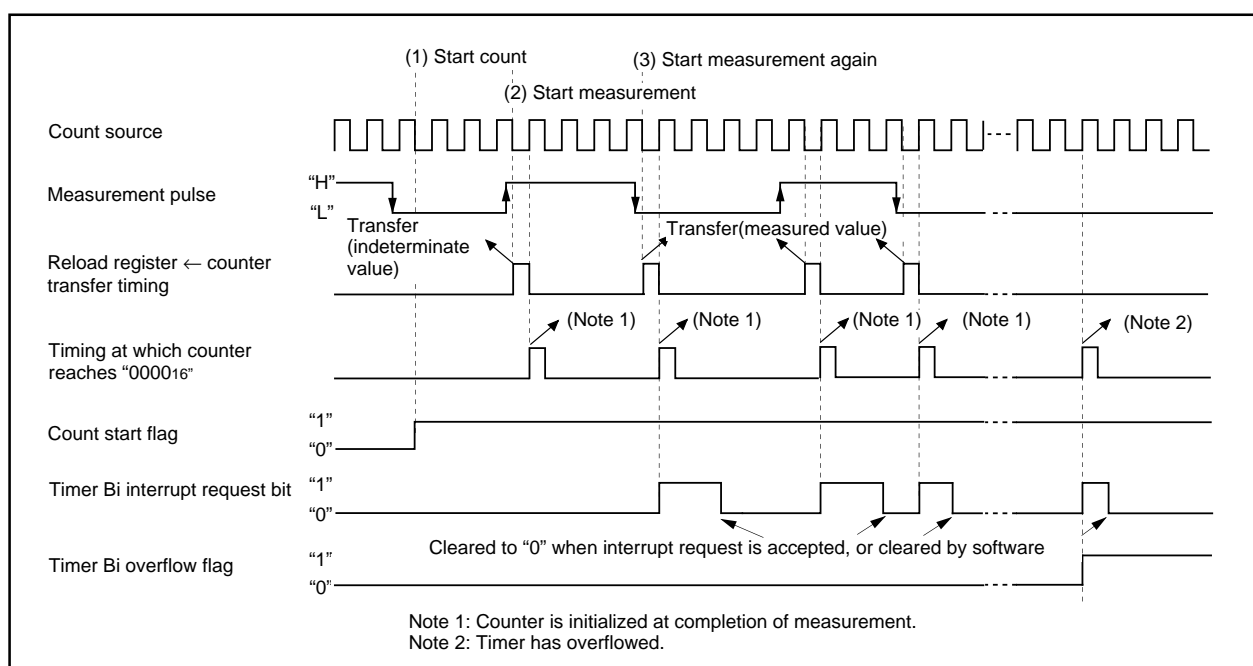 (1) Start count
(3) Start measurement again
(2) Start measurement
Count source
Measurement pulse
“H”
“L”
Transfer
(indeterminate
value)
Transfer(measured value)
Reload register ← counter
transfer timing
(Note 1)
(Note 1)
(Note 1)
(Note 1)
(Note 2)
Timing at which counter
reaches “000016”
Count start flag
“1”
“0”
Timer Bi interrupt request bit
“1”
“0”
Cleared to “0” when interrupt request is accepted, or cleared by software
Timer Bi overflow flag
“1”
“0”
Note 1: Counter is initialized at completion of measurement.
Note 2: Timer has overflowed.